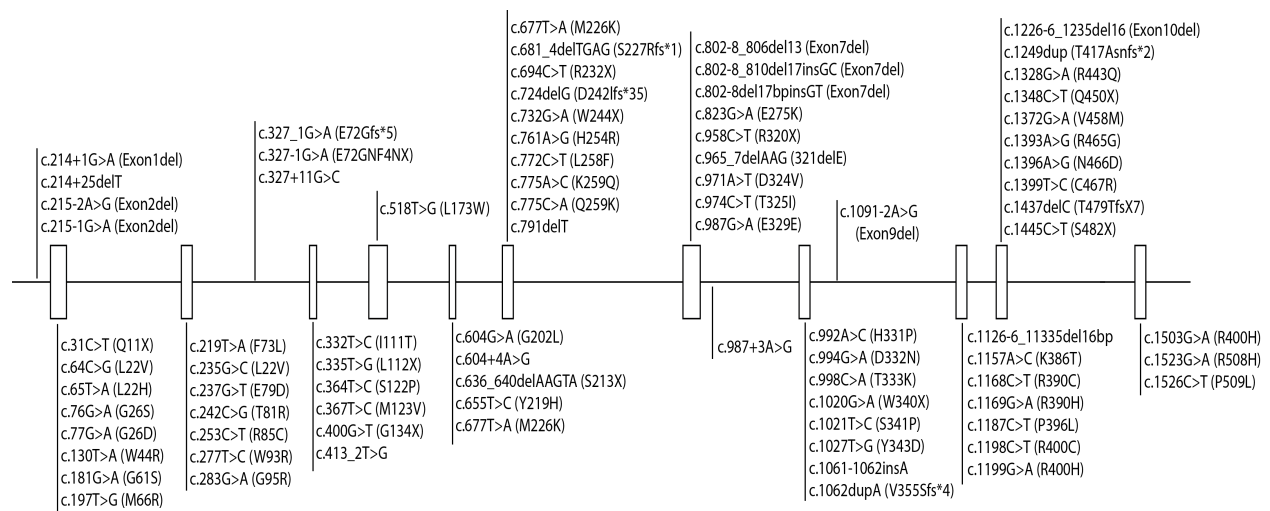 c.214+1G>A (Exon1del)
c.214+25delT
c.215-2A>G (Exon2del)
c.215-1G>A (Exon2del)
c.327_1G>A (E72Gfs*5)
c.327-1G>A (E72GNF4NX)
c.327+11G>C
c.518T>G (L173W)
c.677T>A (M226K)
c.681_4delTGAG (S227Rfs*1)
c.694C>T (R232X)
c.724delG (D242lfs*35)
c.732G>A (W244X)
c.761A>G (H254R)
c.772C>T (L258F)
c.775A>C (K259Q)
c.775C>A (Q259K)
c.791delT
c.802-8_806del13 (Exon7del)
c.802-8_810del17insGC (Exon7del)
c.802-8del17bpinsGT (Exon7del)
c.823G>A (E275K)
c.958C>T (R320X)
c.965_7delAAG (321delE)
c.971A>T (D324V)
c.974C>T (T325I)
c.987G>A (E329E)
c.1091-2A>G
(Exon9del)
c.1226-6_1235del16 (Exon10del)
c.1249dup (T417Asnfs*2)
c.1328G>A (R443Q)
c.1348C>T (Q450X)
c.1372G>A (V458M)
c.1393A>G (R465G)
c.1396A>G (N466D)
c.1399T>C (C467R)
c.1437delC (T479TfsX7)
c.1445C>T (S482X)
c.31C>T (Q11X)
c.64C>G (L22V)
c.65T>A (L22H)
c.76G>A (G26S)
c.77G>A (G26D)
c.130T>A (W44R)
c.181G>A (G61S)
c.197T>G (M66R)
c.219T>A (F73L)
c.235G>C (L22V)
c.237G>T (E79D)
c.242C>G (T81R)
c.253C>T (R85C)
c.277T>C (W93R)
c.283G>A (G95R)
c.332T>C (I111T)
c.335T>G (L112X)
c.364T>C (S122P)
c.367T>C (M123V)
c.400G>T (G134X)
c.413_2T>G
c.604G>A (G202L)
c.604+4A>G
c.636_640delAAGTA (S213X)
c.655T>C (Y219H)
c.677T>A (M226K)
c.987+3A>G
c.992A>C (H331P)
c.994G>A (D332N)
c.998C>A (T333K)
c.1020G>A (W340X)
c.1021T>C (S341P)
c.1027T>G (Y343D)
c.1061-1062insA
c.1062dupA (V355Sfs*4)
c.1126-6_11335del16bp
c.1157A>C (K386T)
c.1168C>T (R390C)
c.1169G>A (R390H)
c.1187C>T (P396L)
c.1198C>T (R400C)
c.1199G>A (R400H)
c.1503G>A (R400H)
c.1523G>A (R508H)
c.1526C>T (P509L)